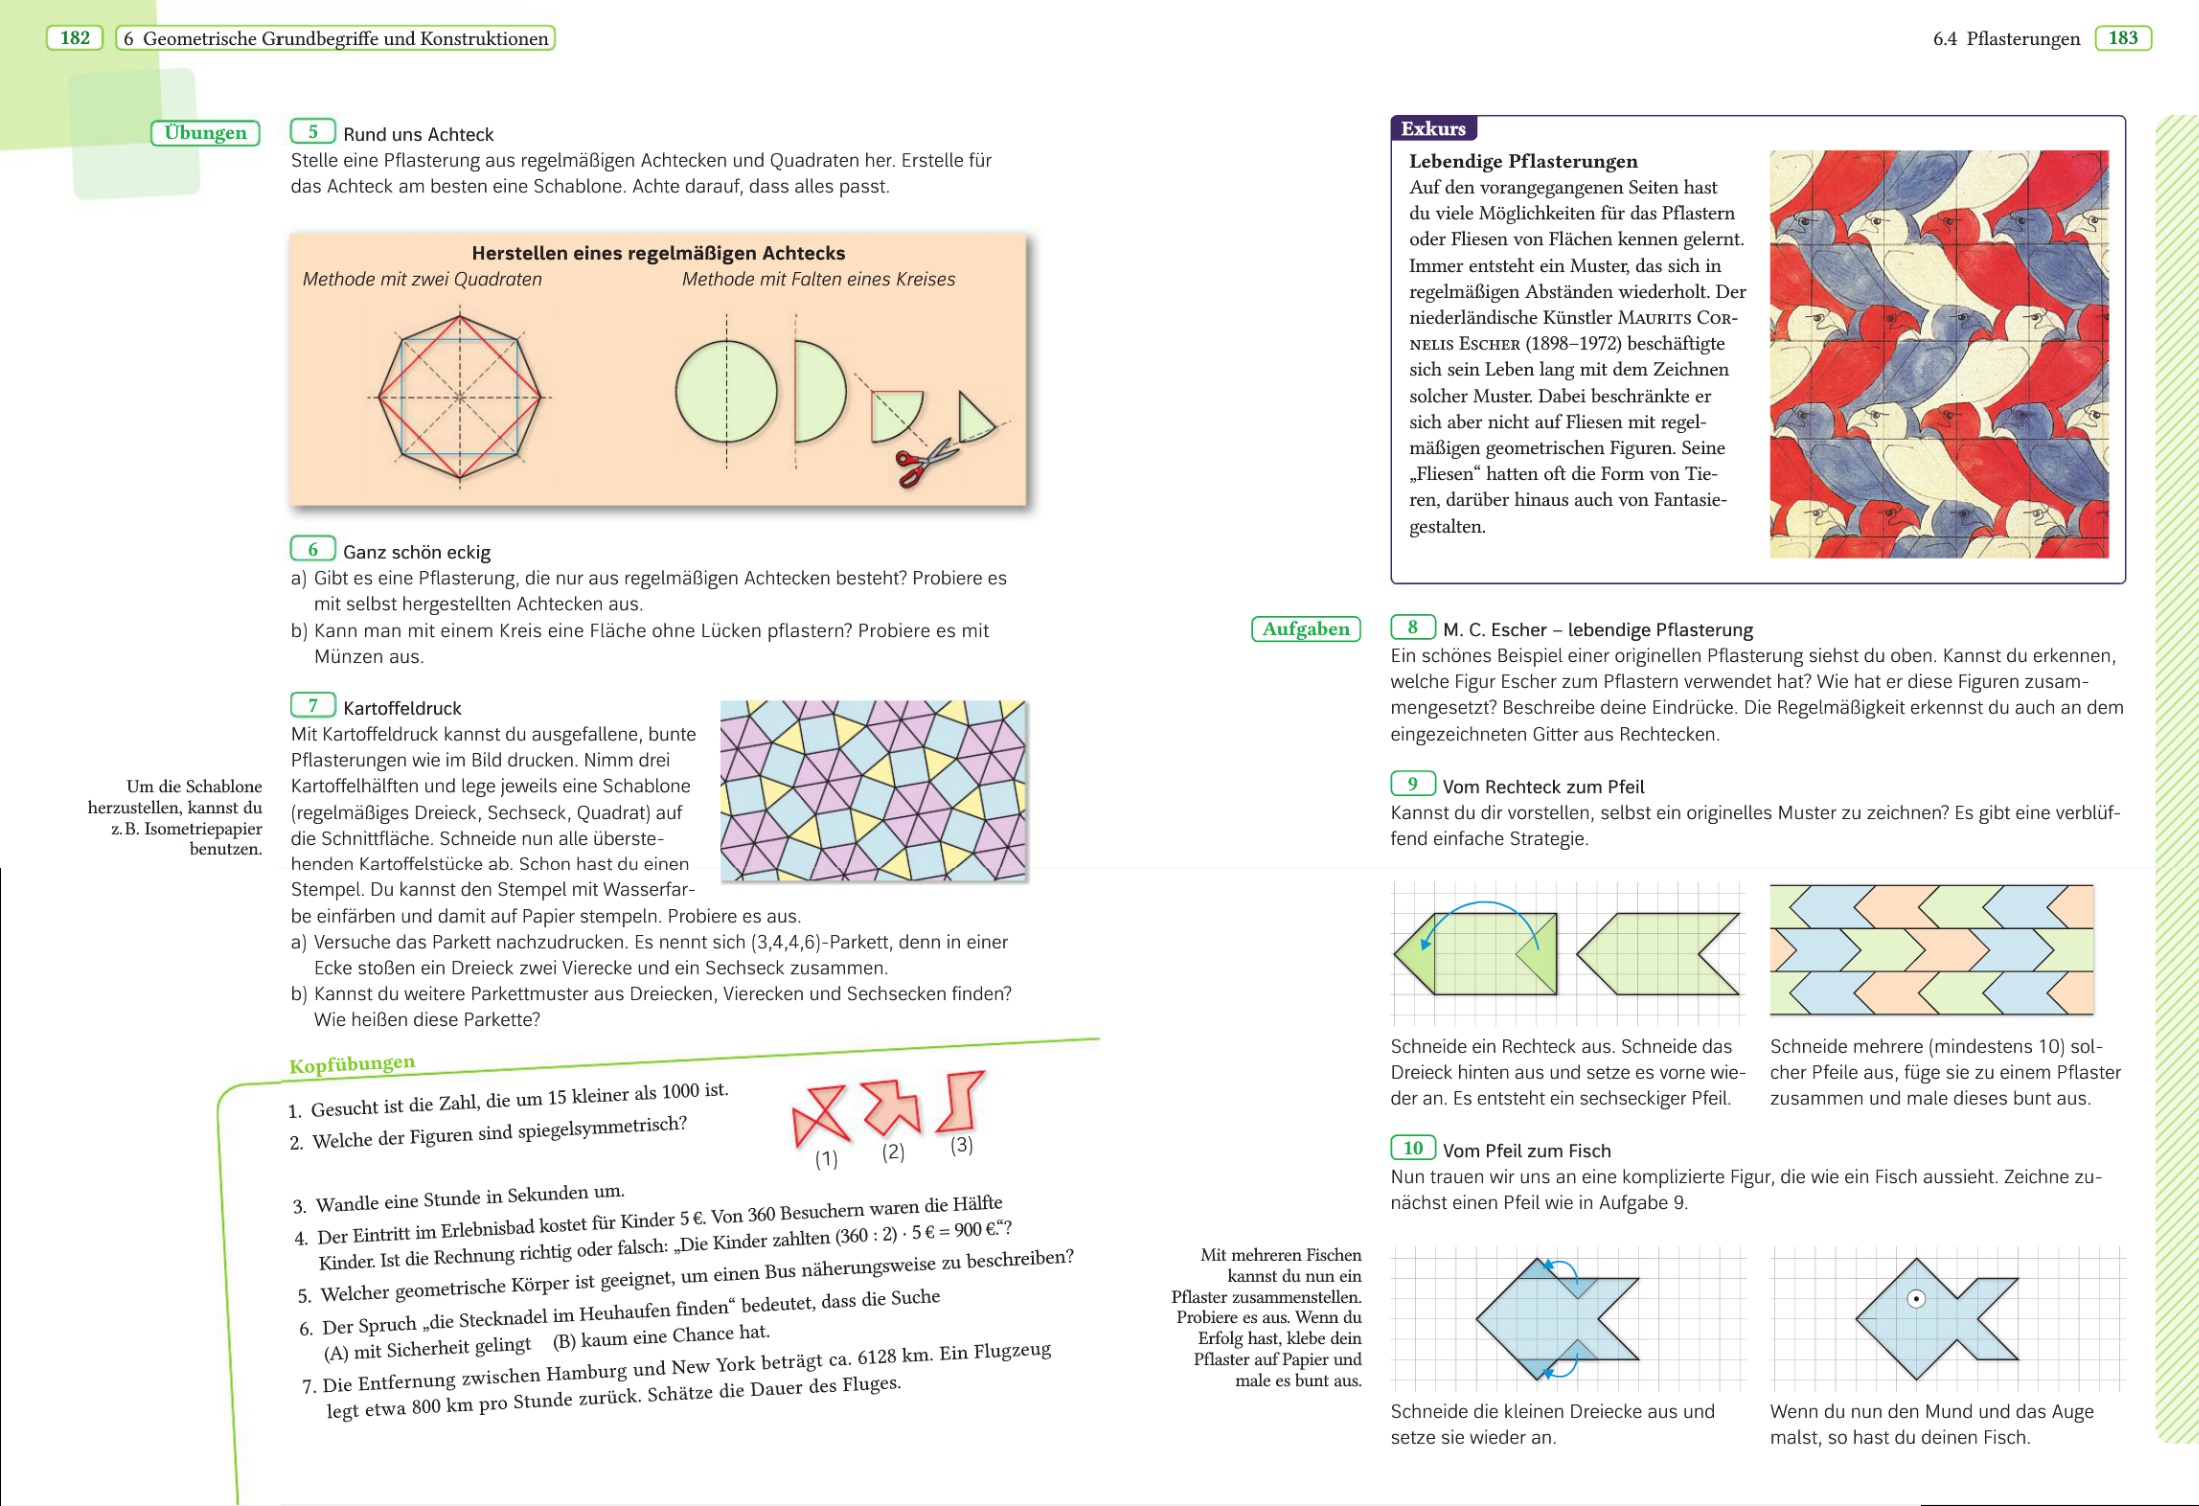 182
6 Geometrische Grundbegriffe und Konstruktionen
Übungen
5 Rund uns Achteck
Stelle eine Pflasterung aus regelmäßigen Achtecken und Quadraten her. Erstelle für
das Achteck am besten eine Schablone. Achte darauf, dass alles passt.
Herstellen eines regelmäßigen Achtecks
Methode mit zwei Quadraten
Methode mit Falten eines Kreises
6 Ganz schön eckig
a) Gibt es eine Pflasterung, die nur aus regelmäßigen Achtecken besteht? Probiere es
mit selbst hergestellten Achtecken aus.
b) Kann man mit einem Kreis eine Fläche ohne Lücken pflastern? Probiere es mit
Münzen aus.
7 Kartoffeldruck
Mit Kartoffeldruck kannst du ausgefallene, bunte
Pflasterungen wie im Bild drucken. Nimm drei
Kartoffelhälften und lege jeweils eine Schablone
(regelmäßiges Dreieck, Sechseck, Quadrat) auf
die Schnittfläche. Schneide nun alle überste-
henden Kartoffelstücke ab. Schon hast du einen
Stempel. Du kannst den Stempel mit Wasserfar-
be einfärben und damit auf Papier stempeln. Probiere es aus.
a) Versuche das Parkett nachzudrucken. Es nennt sich (3,4,4,6)-Parkett, denn in einer
Ecke stoßen ein Dreieck zwei Vierecke und ein Sechseck zusammen.
b) Kannst du weitere Parkettmuster aus Dreiecken, Vierecken und Sechsecken finden?
Wie heißen diese Parkette?
Um die Schablone
herzustellen, kannst du
z.B. Isometriepapier
benutzen.
Kopfübungen
1. Gesucht ist die Zahl, die um 15 kleiner als 1000 ist.
2. Welche der Figuren sind spiegelsymmetrisch?
(1)
(2)
(3)
3. Wandle eine Stunde in Sekunden um.
4. Der Eintritt im Erlebnisbad kostet für Kinder 5 €. Von 360 Besuchern waren die Hälfte
Kinder. Ist die Rechnung richtig oder falsch: „Die Kinder zahlten (360 : 2) · 5 € = 900 €.“?
5. Welcher geometrische Körper ist geeignet, um einen Bus näherungsweise zu beschreiben?
6. Der Spruch „die Stecknadel im Heuhaufen finden“ bedeutet, dass die Suche
(A) mit Sicherheit gelingt (B) kaum eine Chance hat.
7. Die Entfernung zwischen Hamburg und New York beträgt ca. 6128 km. Ein Flugzeug
legt etwa 800 km pro Stunde zurück. Schätze die Dauer des Fluges.
6.4 Pflasterungen
183
Exkurs
Lebendige Pflasterungen
Auf den vorangegangenen Seiten hast
du viele Möglichkeiten für das Pflastern
oder Fliesen von Flächen kennen gelernt.
Immer entsteht ein Muster, das sich in
regelmäßigen Abständen wiederholt. Der
niederländische Künstler MAURITS COR-
NELIS ESCHER (1898–1972) beschäftigte
sich sein Leben lang mit dem Zeichnen
solcher Muster. Dabei beschränkte er
sich aber nicht auf Fliesen mit regel-
mäßigen geometrischen Figuren. Seine
„Fliesen“ hatten oft die Form von Tie-
ren, darüber hinaus auch von Fantasie-
gestalten.
Aufgaben
8 M. C. Escher – lebendige Pflasterung
Ein schönes Beispiel einer originellen Pflasterung siehst du oben. Kannst du erkennen,
welche Figur Escher zum Pflastern verwendet hat? Wie hat er diese Figuren zusam-
mengesetzt? Beschreibe deine Eindrücke. Die Regelmäßigkeit erkennst du auch an dem
eingezeichneten Gitter aus Rechtecken.
9 Vom Rechteck zum Pfeil
Kannst du dir vorstellen, selbst ein originelles Muster zu zeichnen? Es gibt eine verblüf-
fend einfache Strategie.
Schneide ein Rechteck aus. Schneide das
Dreieck hinten aus und setze es vorne wie-
der an. Es entsteht ein sechseckiger Pfeil.
Schneide mehrere (mindestens 10) sol-
cher Pfeile aus, füge sie zu einem Pflaster
zusammen und male dieses bunt aus.
10 Vom Pfeil zum Fisch
Nun trauen wir uns an eine komplizierte Figur, die wie ein Fisch aussieht. Zeichne zu-
nächst einen Pfeil wie in Aufgabe 9.
Mit mehreren Fischen
kannst du nun ein
Pflaster zusammenstellen.
Probiere es aus. Wenn du
Erfolg hast, klebe dein
Pflaster auf Papier und
male es bunt aus.
Schneide die kleinen Dreiecke aus und
setze sie wieder an.
Wenn du nun den Mund und das Auge
malst, so hast du deinen Fisch.